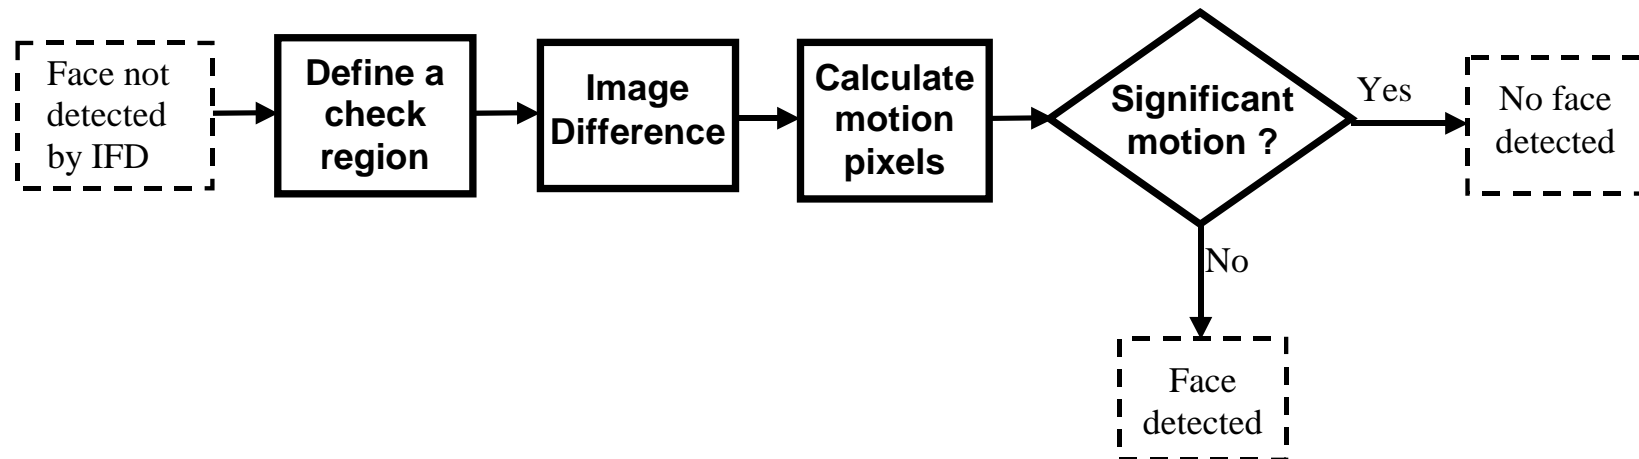 Face not
detected
by IFD
Define a
check
region
Image
Difference
Calculate
motion
pixels
Significant
motion ?
Yes
No face
detected
No
Face
detected